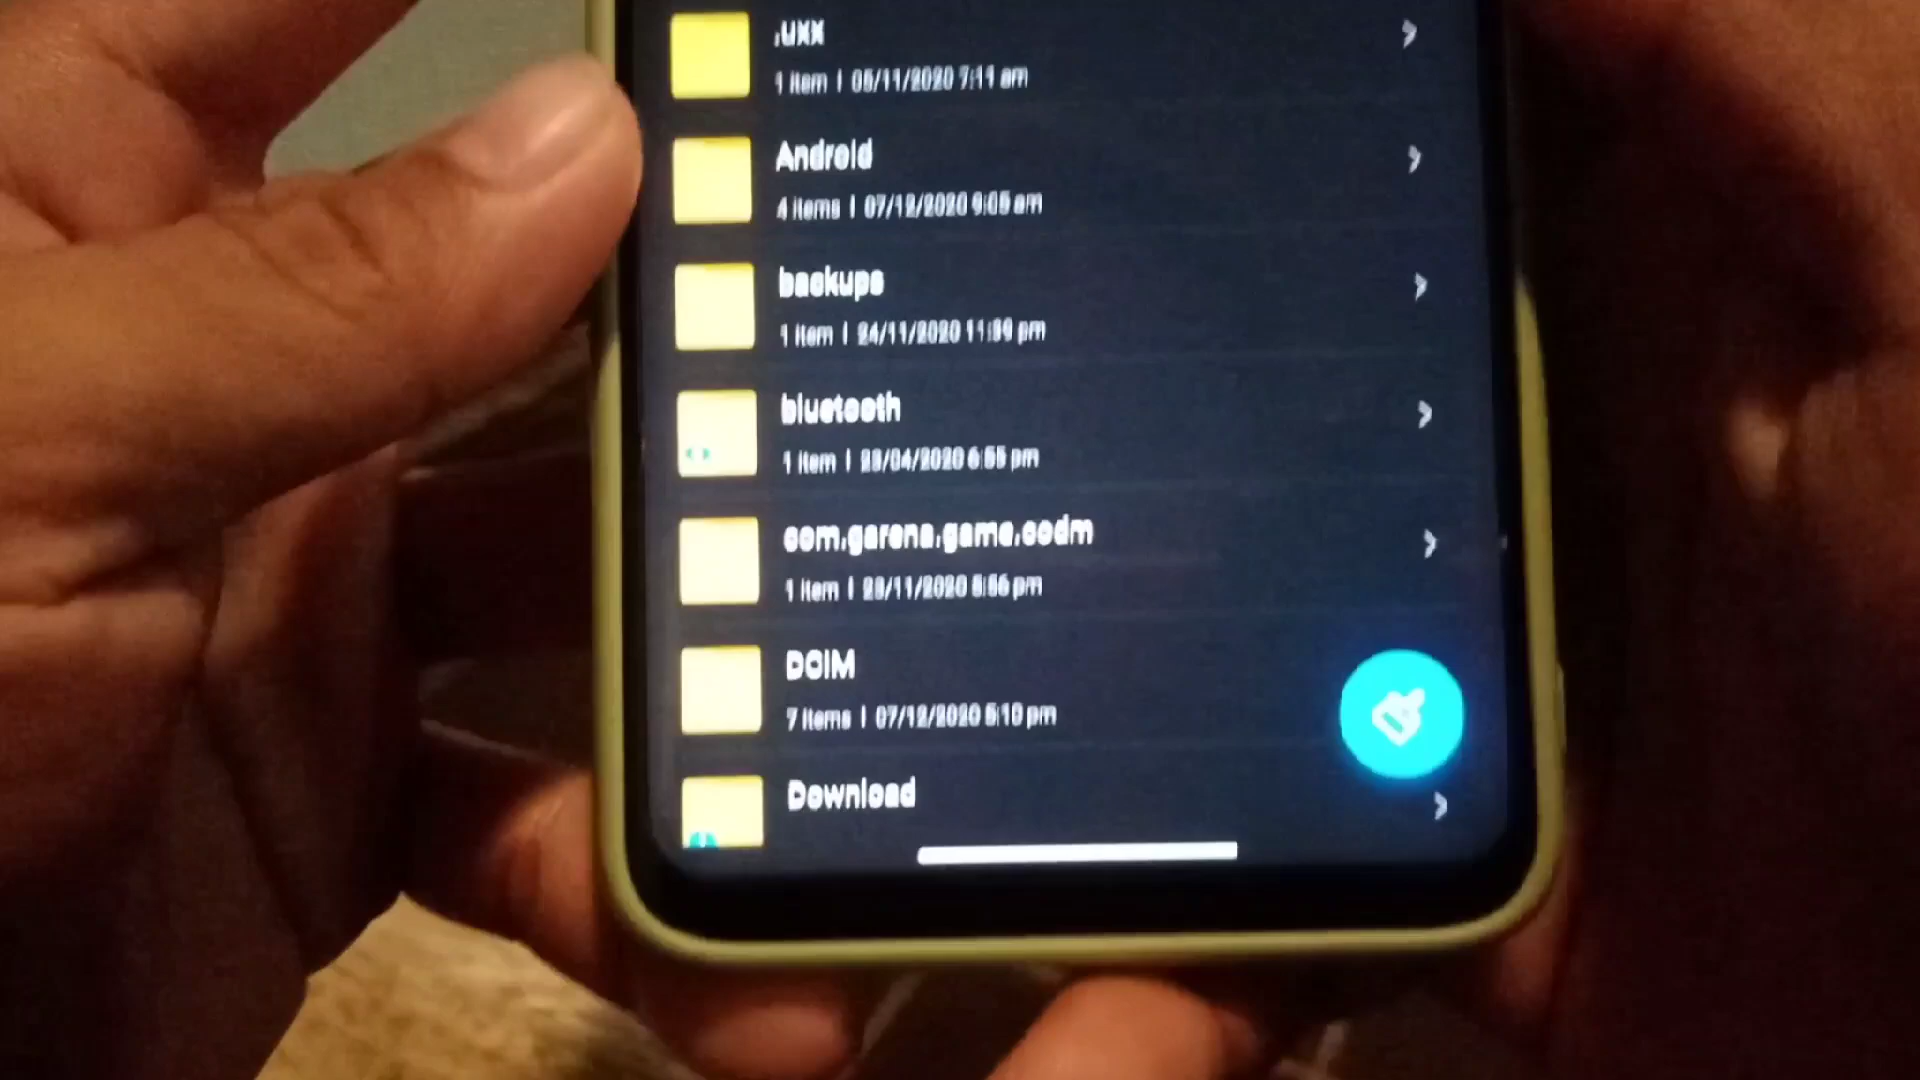 .uxx
1 item | 05/11/2020 7:11 am
Android
4 items | 07/12/2020 9:05 am
backups
1 item | 24/11/2020 11:39 pm
bluetooth
1 item | 23/04/2020 6:55 pm
com.garena.game.codm
1 item | 23/11/2020 5:56 pm
DCIM
7 items | 07/12/2020 5:10 pm
Download